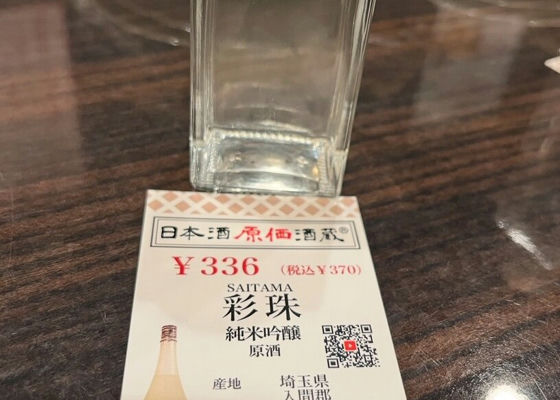 日本酒原価酒蔵®
￥336 (税込￥370)
SAITAMA
彩珠
純米吟醸
原酒
産地 埼玉県
入間郡